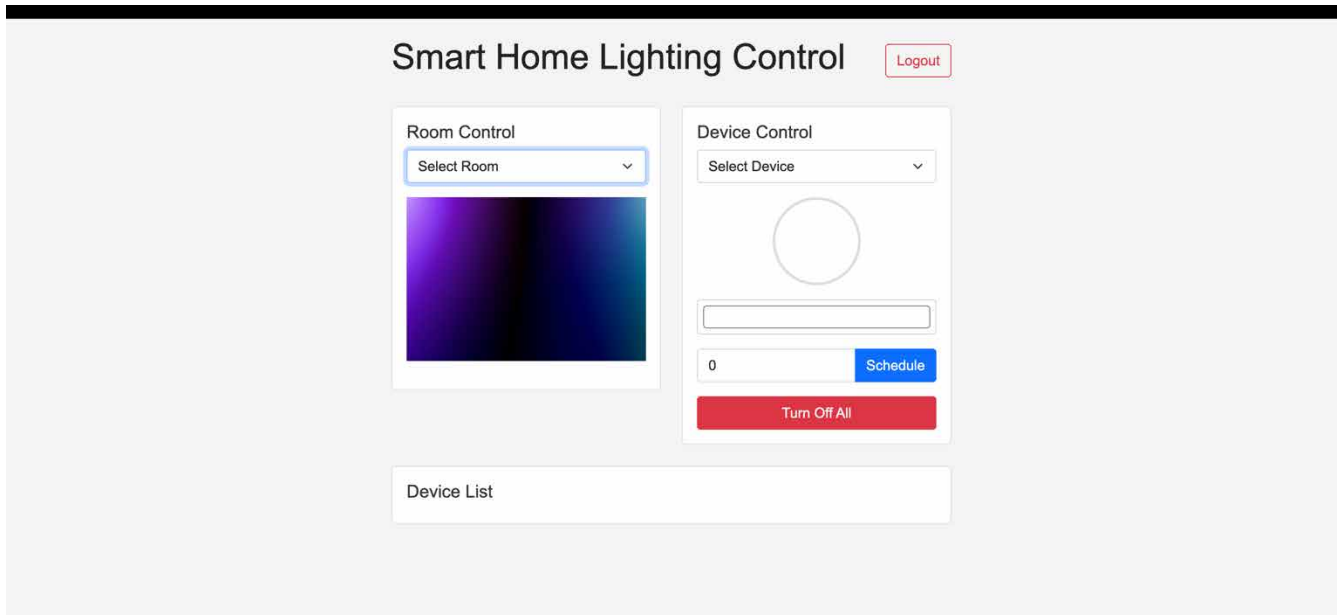 Smart Home Lighting Control
Logout
Room Control
Select Room
Device Control
Select Device
0
Schedule
Turn Off All
Device List